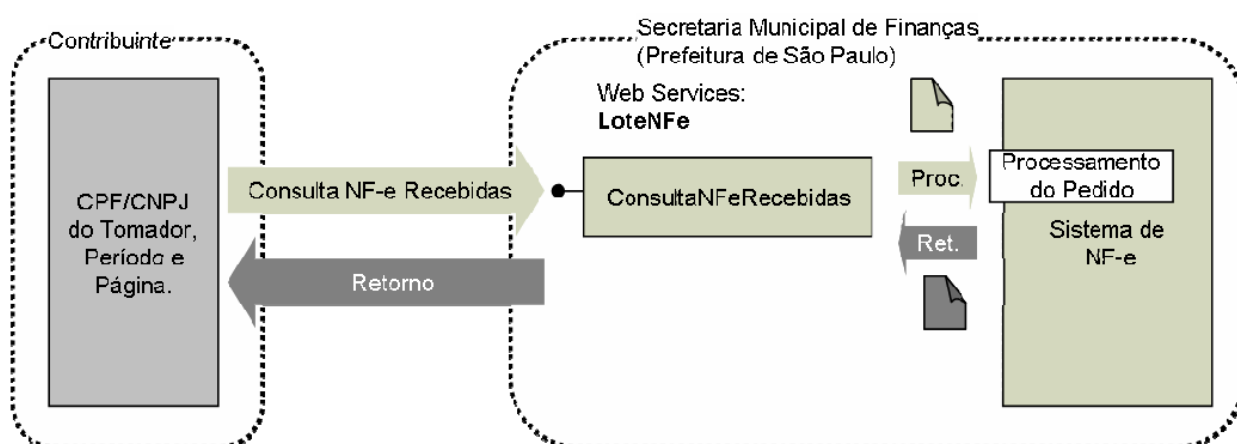 Contribuinte
CPF/CNPJ
do Tomador,
Período e
Página.
Consulta NF-e Recebidas
Retorno
Secretaria Municipal de Finanças
(Prefeitura de São Paulo)
Web Services:
LoteNFe
ConsultaNFeRecebidas
Proc.
Ret.
Processamento
do Pedido
Sistema de
NF-e